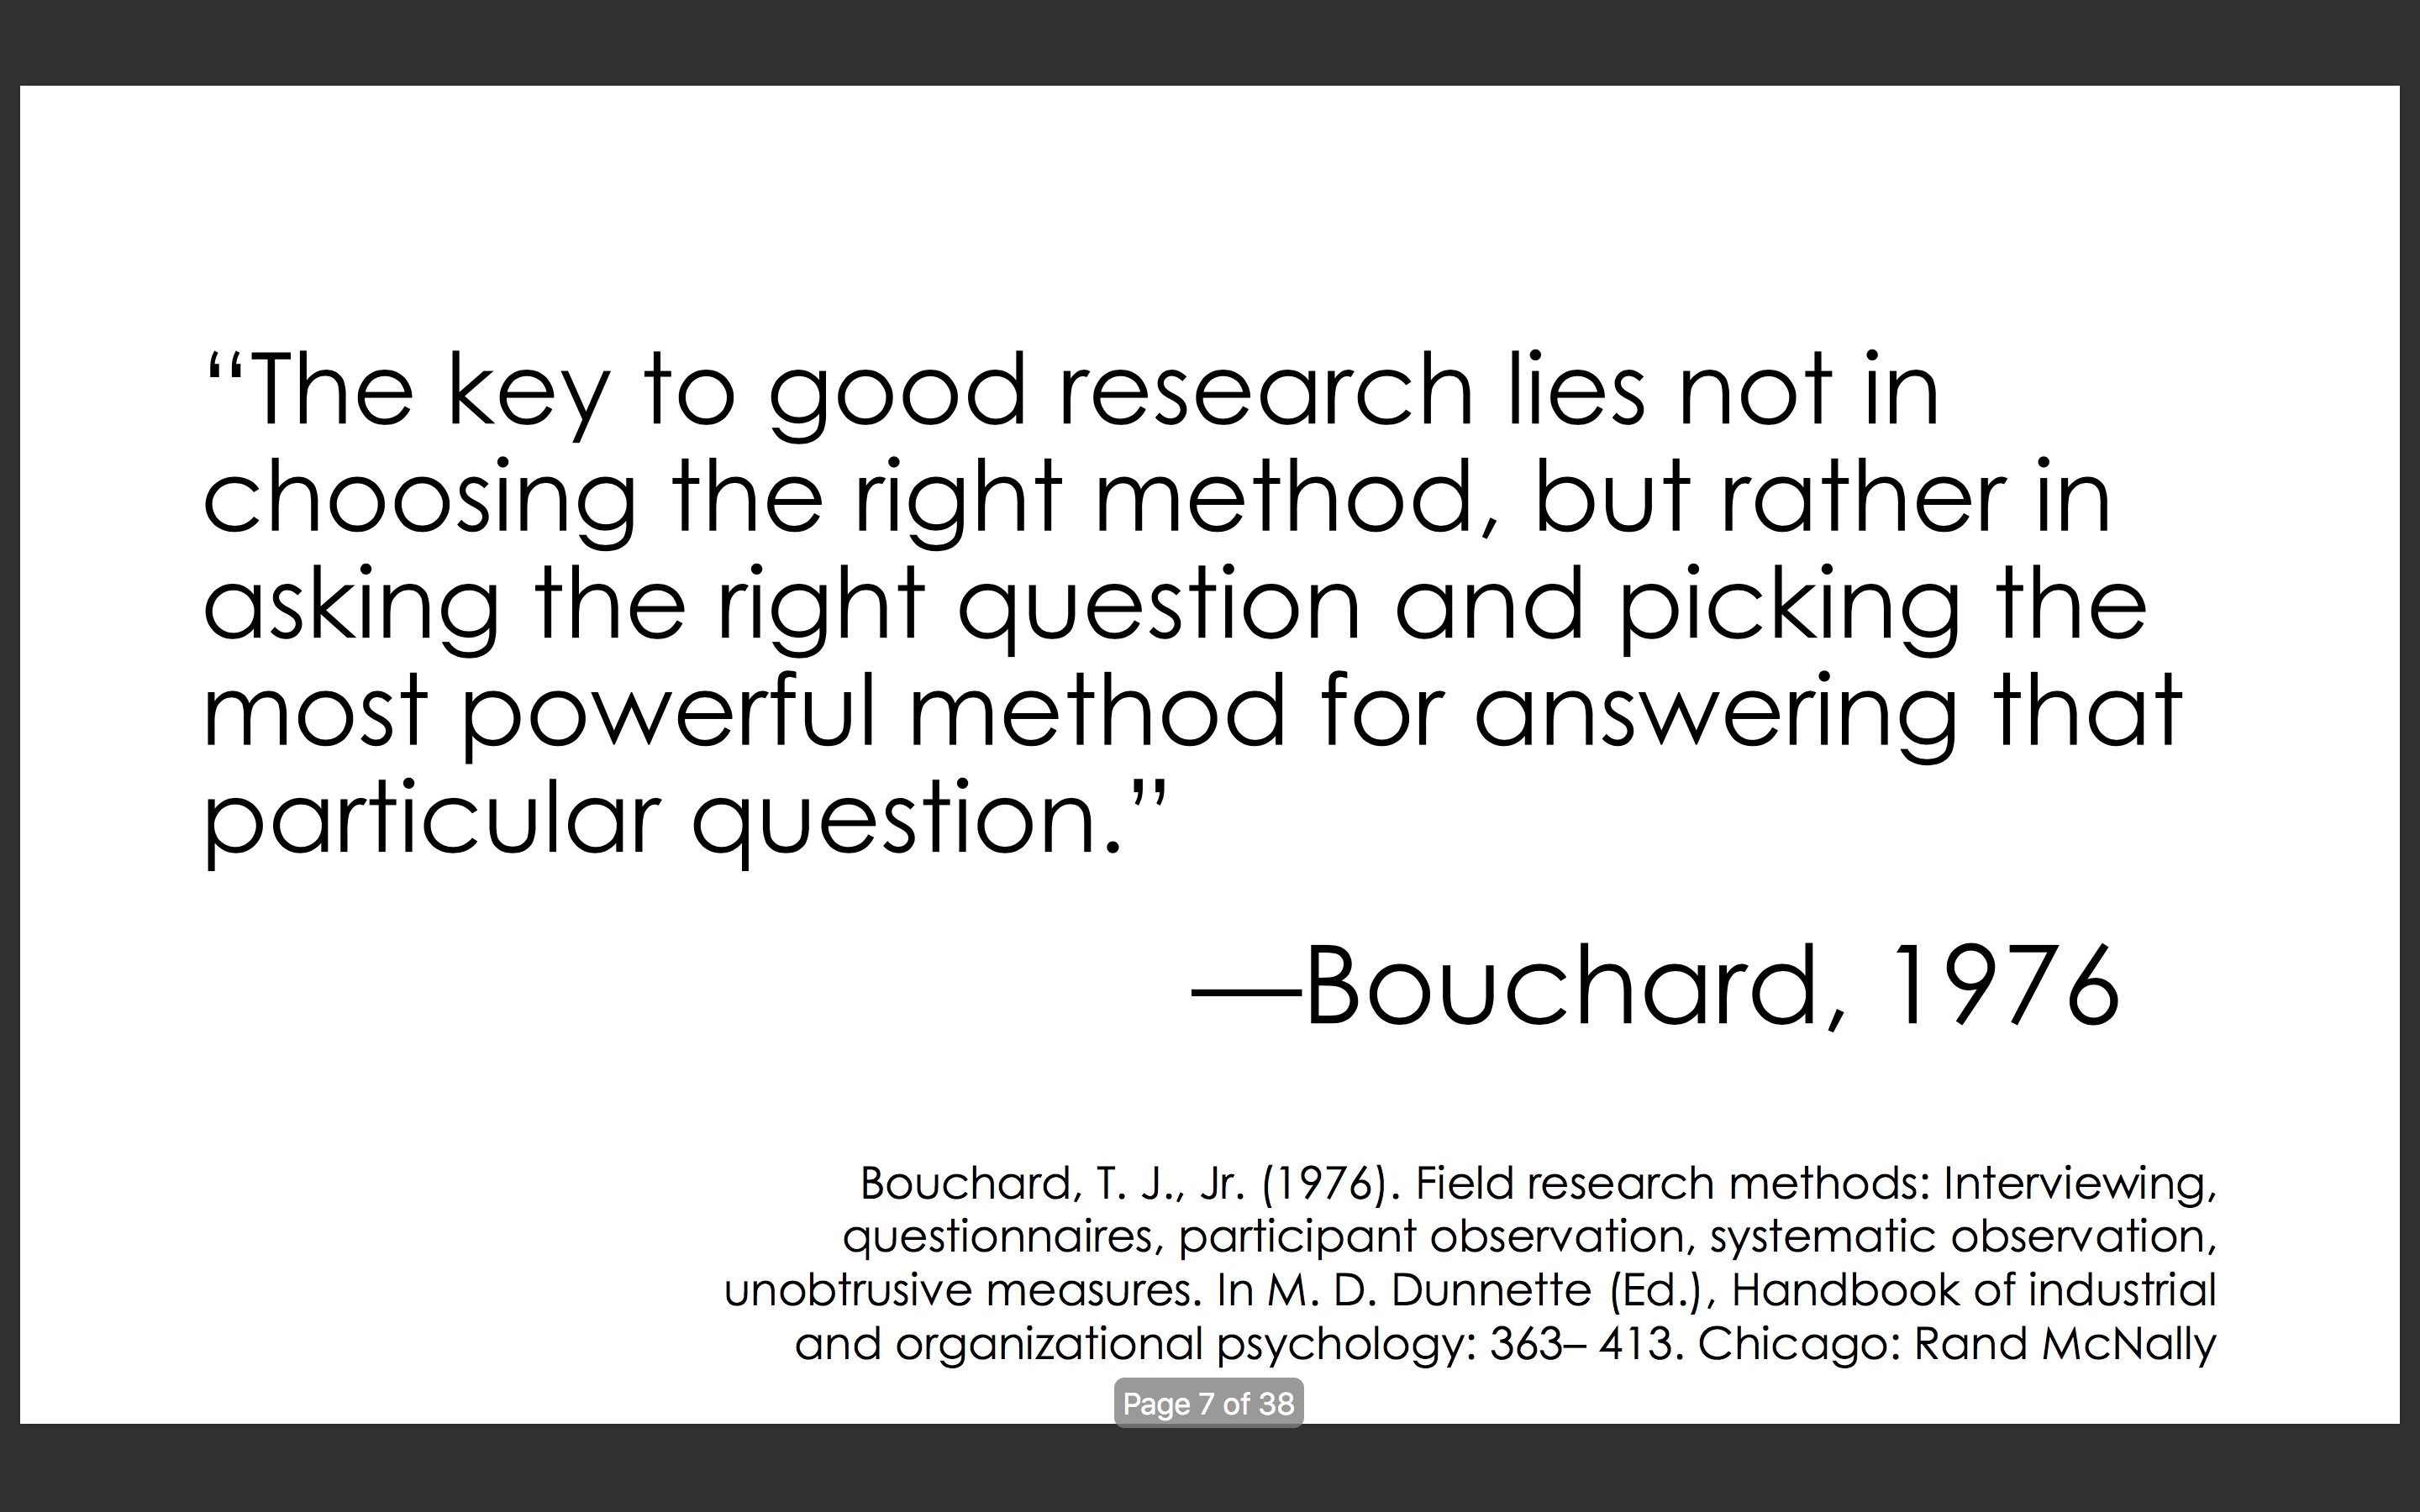 “The key to good research lies not in
choosing the right method, but rather in
asking the right question and picking the
most powerful method for answering that
particular question.”
—Bouchard, 1976
Bouchard, T. J., Jr. (1976). Field research methods: Interviewing,
questionnaires, participant observation, systematic observation,
unobtrusive measures. In M. D. Dunnette (Ed.), Handbook of industrial
and organizational psychology: 363– 413. Chicago: Rand McNally
Page 7 of 38